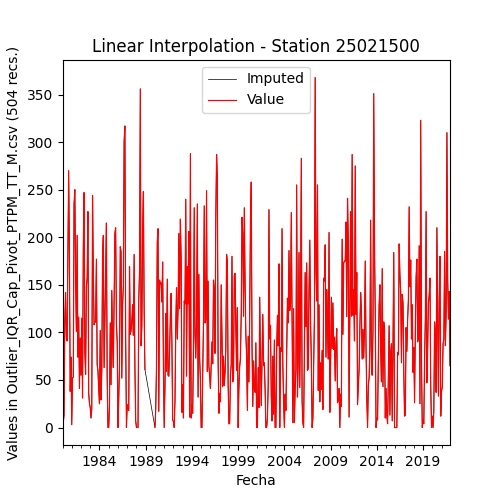 Linear Interpolation - Station 25021500
Imputed
Value
Values in Outlier_IQR_Cap_Pivot_PTPM_TT_M.csv (504 recs.)
350
300
250
200
150
100
50
0
1984 1989 1994 1999 2004 2009 2014 2019
Fecha